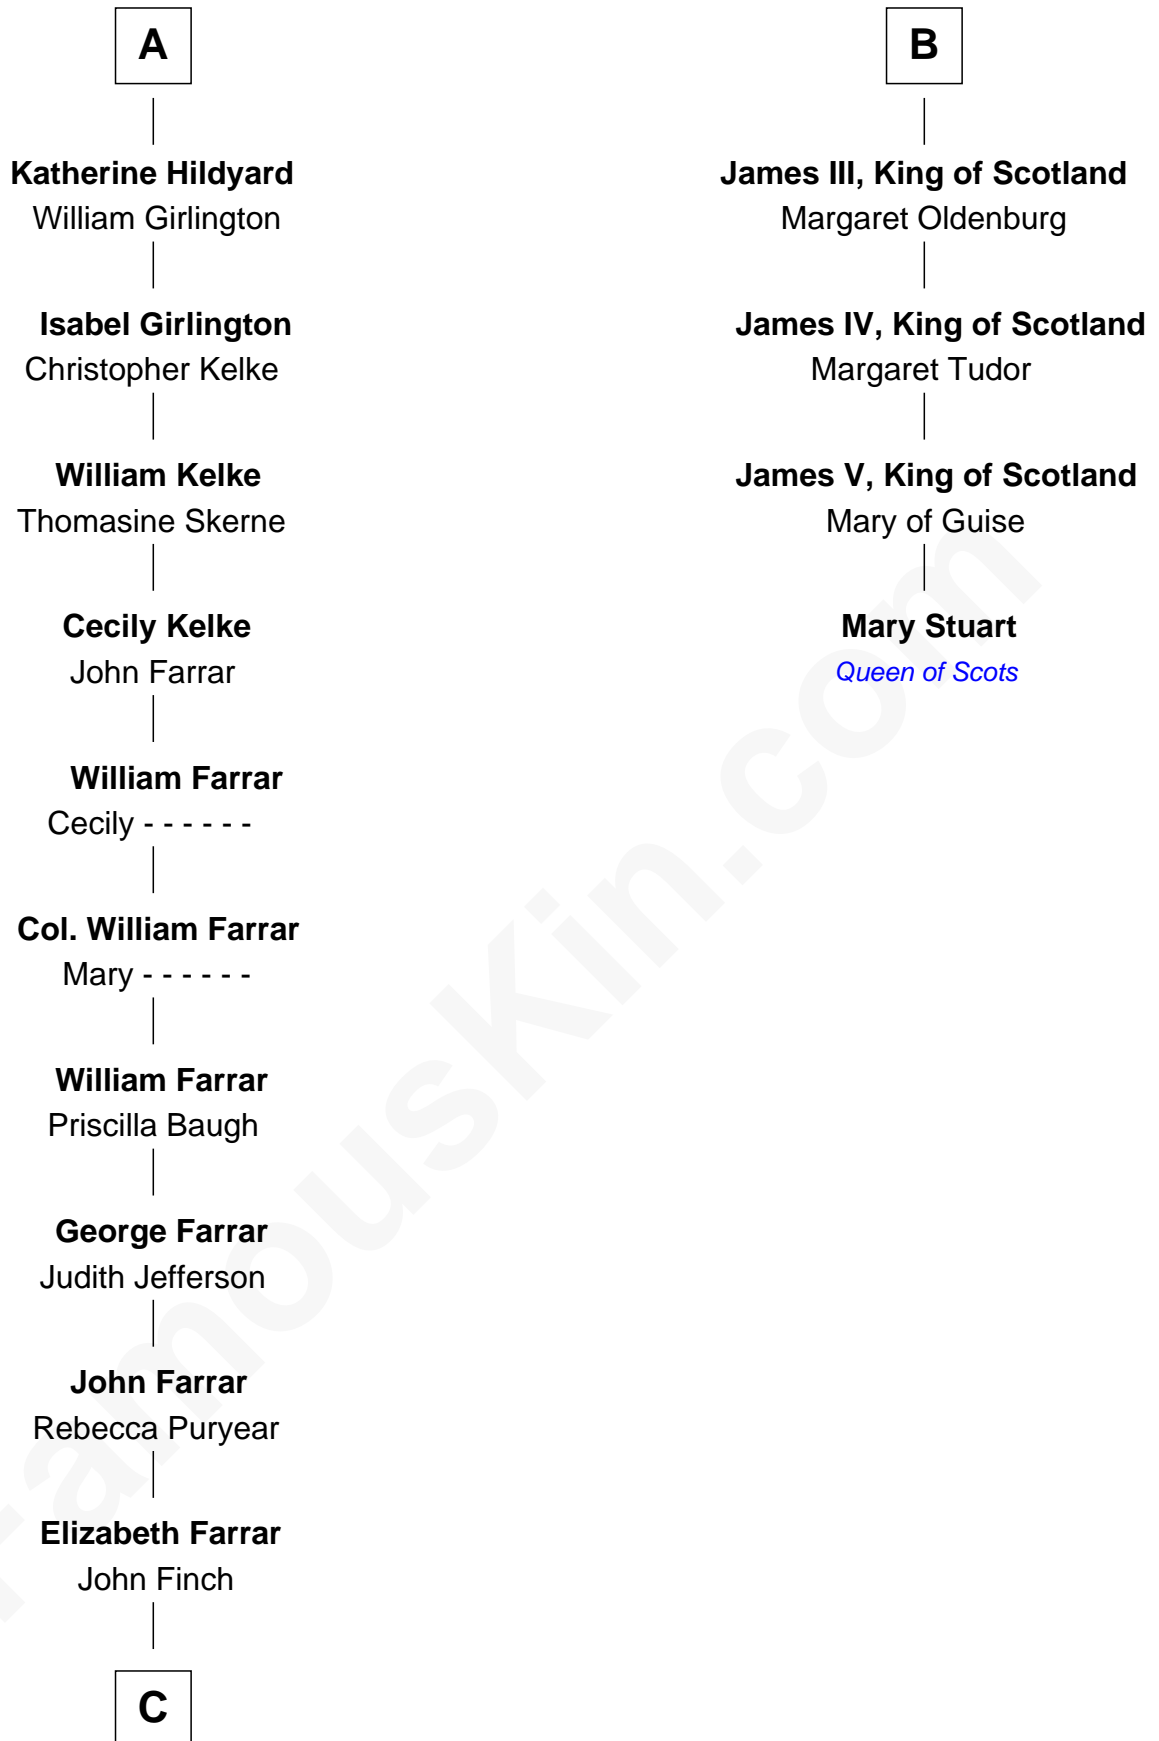 A
Katherine Hildyard
William Girlington
Isabel Girlington
Christopher Kelke
William Kelke
Thomasine Skerne
Cecily Kelke
John Farrar
William Farrar
Cecily - - - - - -
Col. William Farrar
Mary - - - - - -
William Farrar
Priscilla Baugh
George Farrar
Judith Jefferson
John Farrar
Rebecca Puryear
Elizabeth Farrar
John Finch
C
B
James III, King of Scotland
Margaret Oldenburg
James IV, King of Scotland
Margaret Tudor
James V, King of Scotland
Mary of Guise
Mary Stuart
Queen of Scots
FamousKin.com